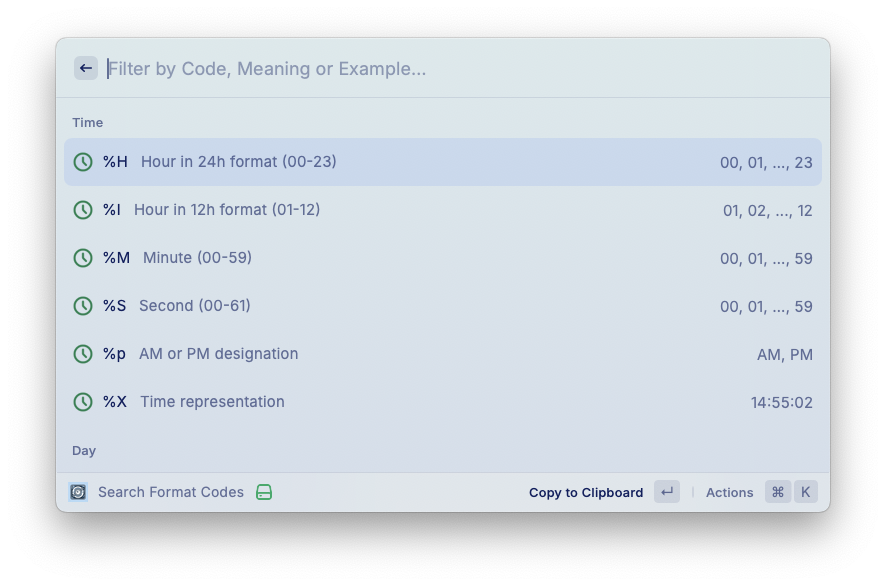 Filter by Code, Meaning or Example...
Time
%H Hour in 24h format (00-23) 00, 01, ..., 23
%I Hour in 12h format (01-12) 01, 02, ..., 12
%M Minute (00-59) 00, 01, ..., 59
%S Second (00-61) 00, 01, ..., 59
%p AM or PM designation AM, PM
%X Time representation 14:55:02
Day
Search Format Codes Copy to Clipboard ↵ Actions ⌘ K